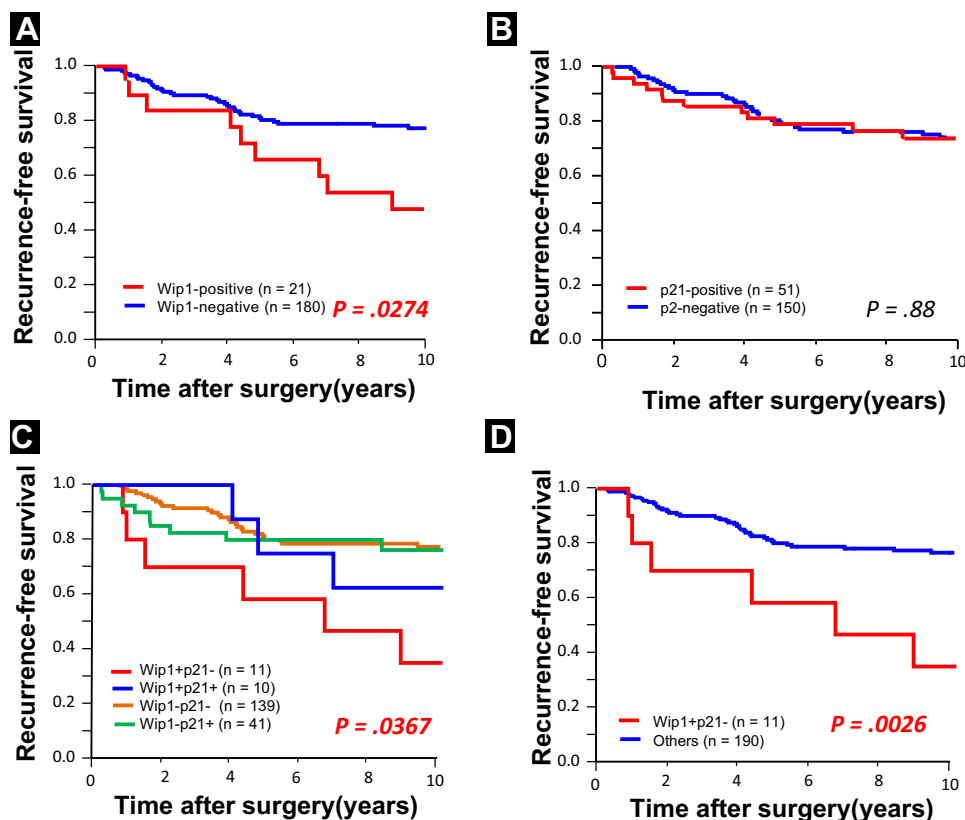 A
Recurrence-free survival
1.0
0.8
0.6
0.4
0.2
0.0
Wip1-positive (n = 21)
Wip1-negative (n = 180)
P = .0274
0 2 4 6 8 10
Time after surgery(years)
B
Recurrence-free survival
1.0
0.8
0.6
0.4
0.2
0.0
p21-positive (n = 51)
p2-negative (n = 150)
P = .88
0 2 4 6 8 10
Time after surgery(years)
C
Recurrence-free survival
1.0
0.8
0.6
0.4
0.2
0.0
Wip1+p21- (n = 11)
Wip1+p21+ (n = 10)
Wip1-p21- (n = 139)
Wip1-p21+ (n = 41)
P = .0367
0 2 4 6 8 10
Time after surgery(years)
D
Recurrence-free survival
1.0
0.8
0.6
0.4
0.2
0.0
Wip1+p21- (n = 11)
Others (n = 190)
P = .0026
0 2 4 6 8 10
Time after surgery(years)